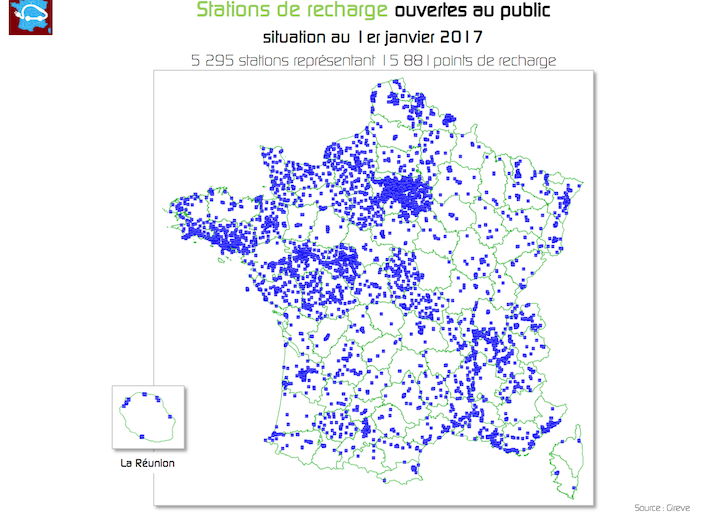 Stations de recharge ouvertes au public
situation au 1er janvier 2017
5 295 stations représentant 15 881 points de recharge
La Réunion
Source : Gireve